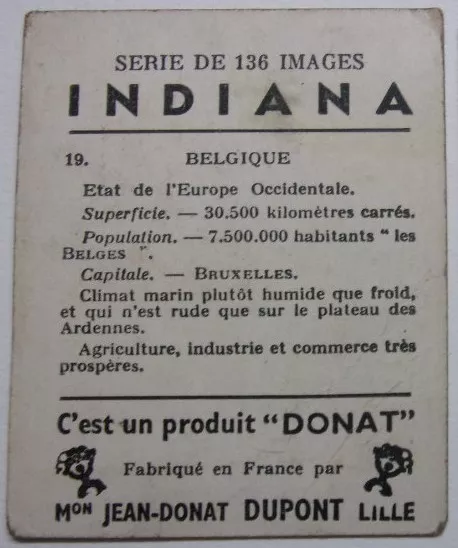 SERIE DE 136 IMAGES
INDIANA
19. BELGIQUE
Etat de l'Europe Occidentale.
Superficie. — 30.500 kilomètres carrés.
Population. — 7.500.000 habitants " les
BELGES ".
Capitale. — BRUXELLES.
Climat marin plutôt humide que froid,
et qui n'est rude que sur le plateau des
Ardennes.
Agriculture, industrie et commerce très
prospères.
C'est un produit "DONAT"
Fabriqué en France par
MON JEAN-DONAT DUPONT LILLE